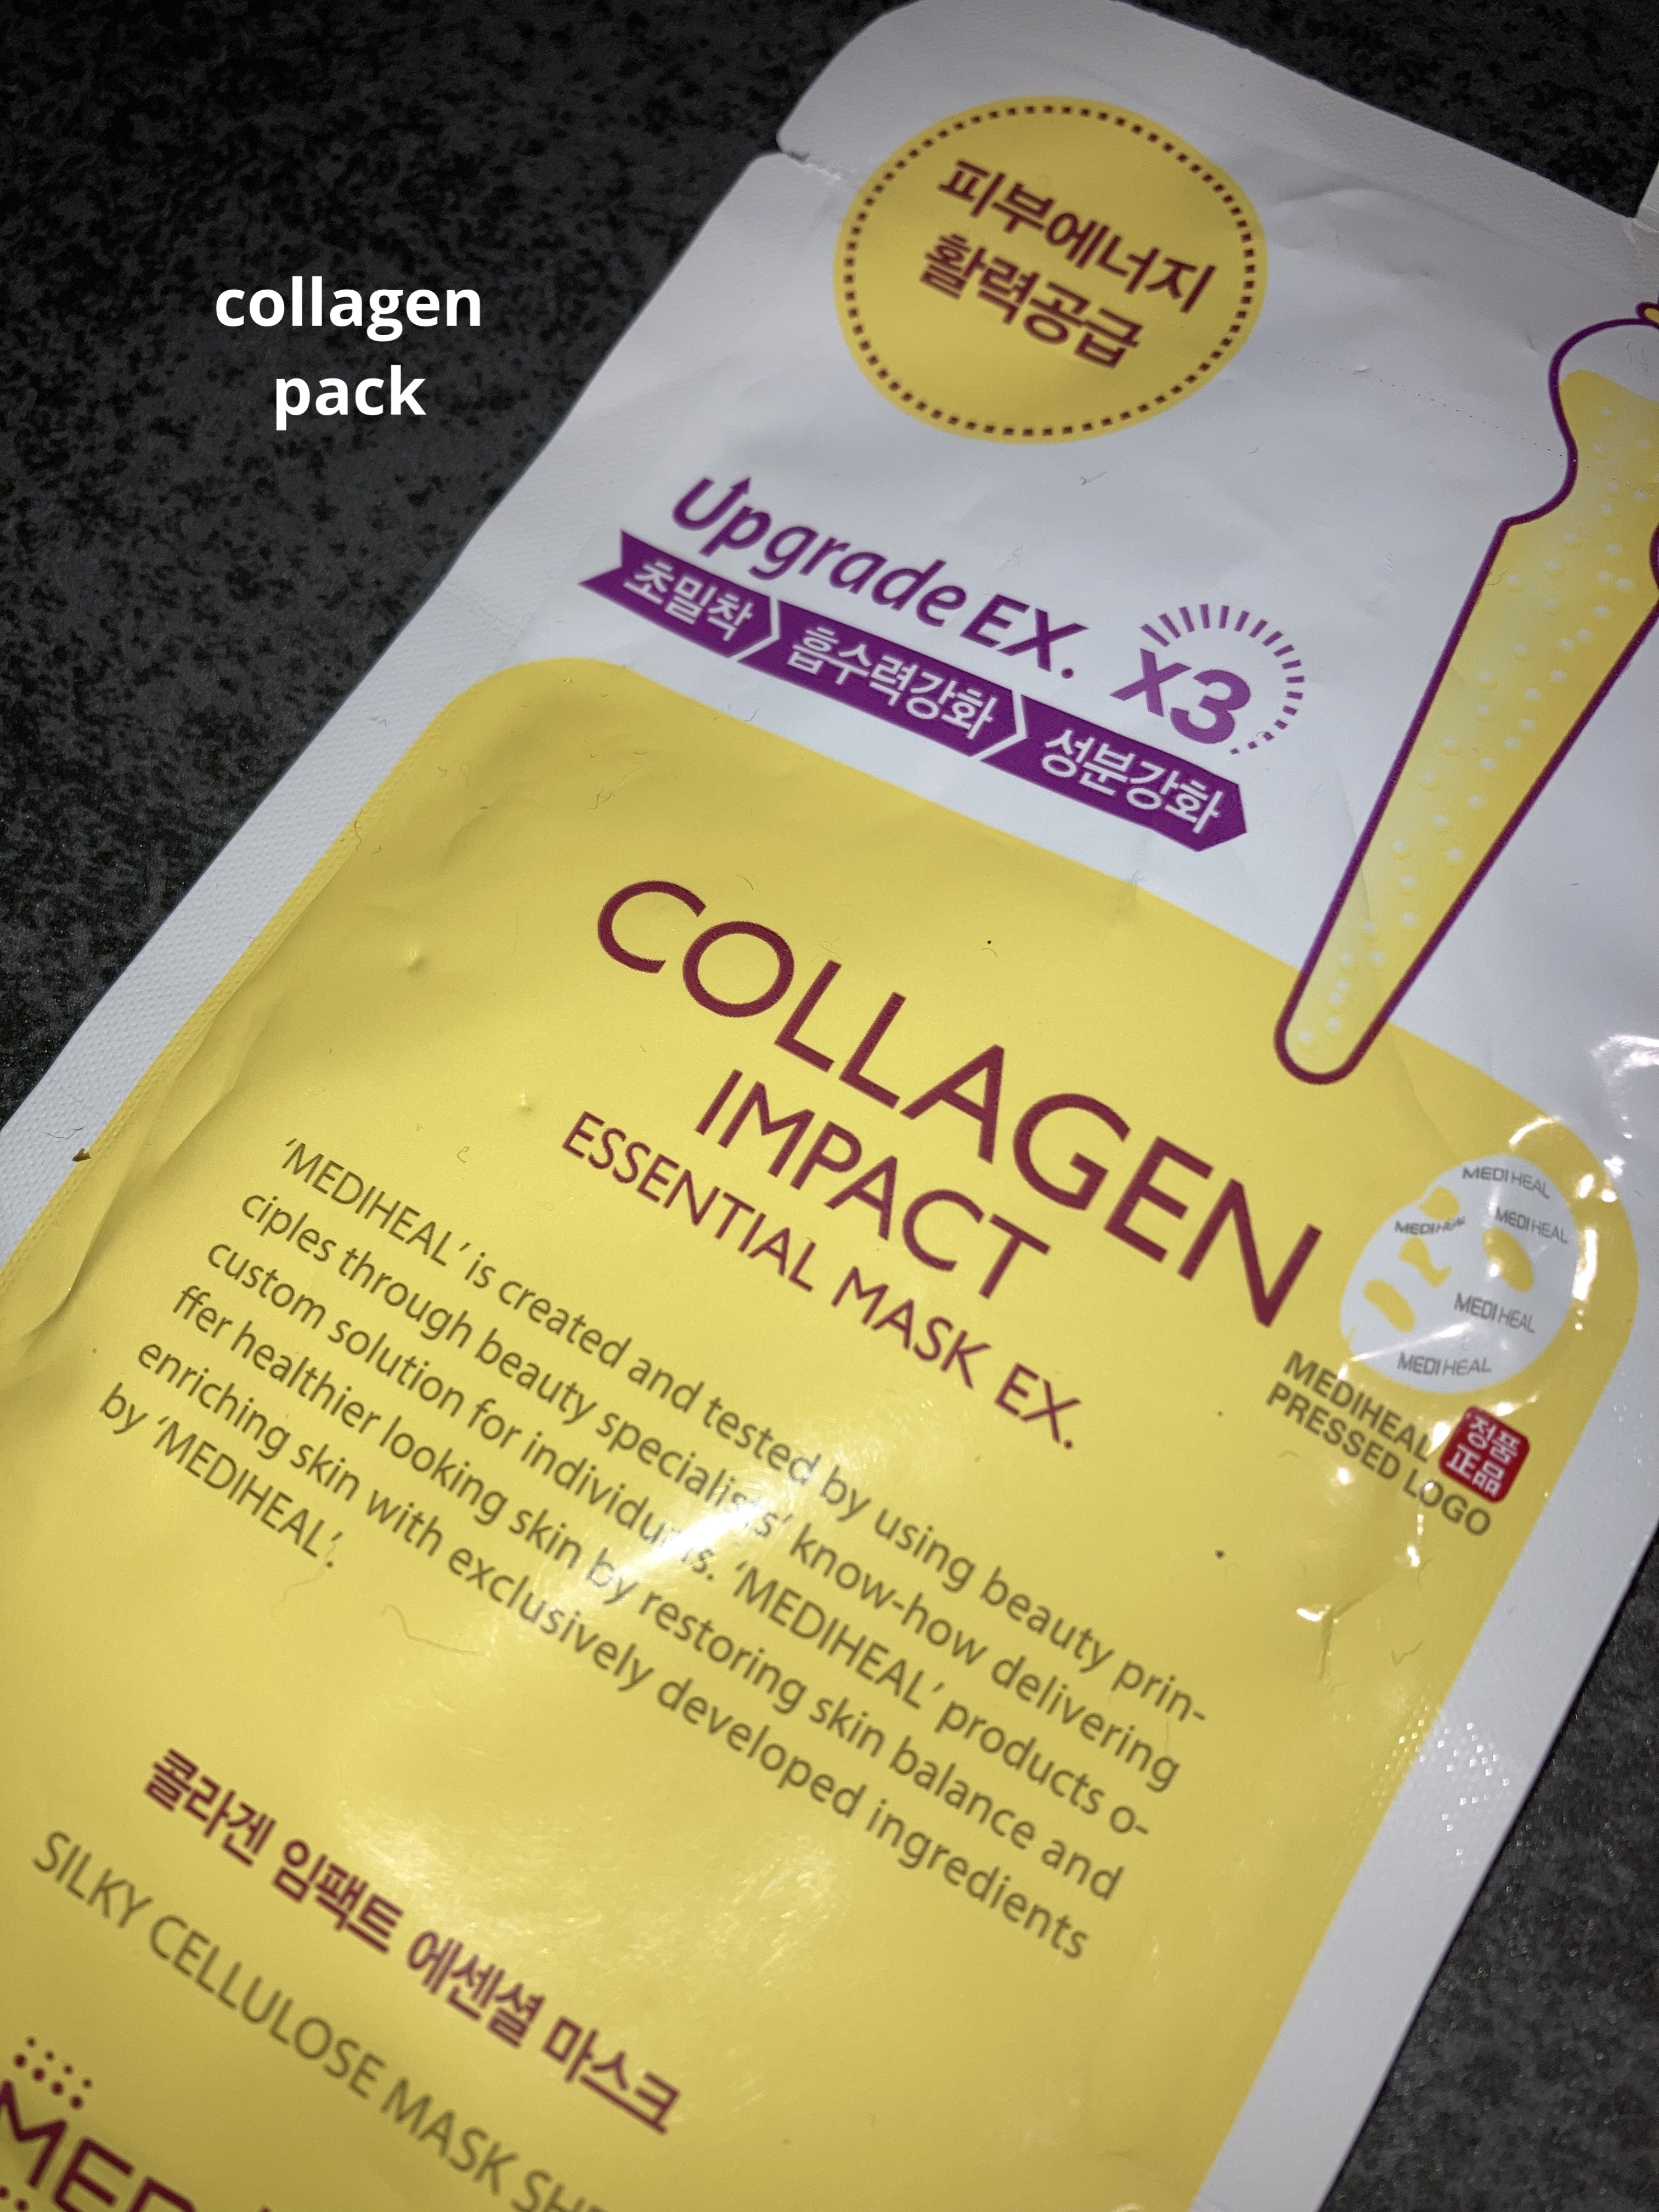 collagen
pack
피부에너지
활력공급
Upgrade EX. x3
초밀착 흡수력강화 성분강화
COLLAGEN
IMPACT
ESSENTIAL MASK EX.
MEDIHEAL
MEDIHEAL MEDIHEAL
MEDIHEAL
MEDIHEAL
MEDIHEAL
PRESSED LOGO
정품
正品
‘MEDIHEAL’ is created and tested by using beauty prin-
ciples through beauty specialists’ know-how delivering
custom solution for individuals. ‘MEDIHEAL’ products o-
ffer healthier looking skin by restoring skin balance and
enriching skin with exclusively developed ingredients
by ‘MEDIHEAL’.
콜라겐 임팩트 에센셜 마스크
SILKY CELLULOSE MASK